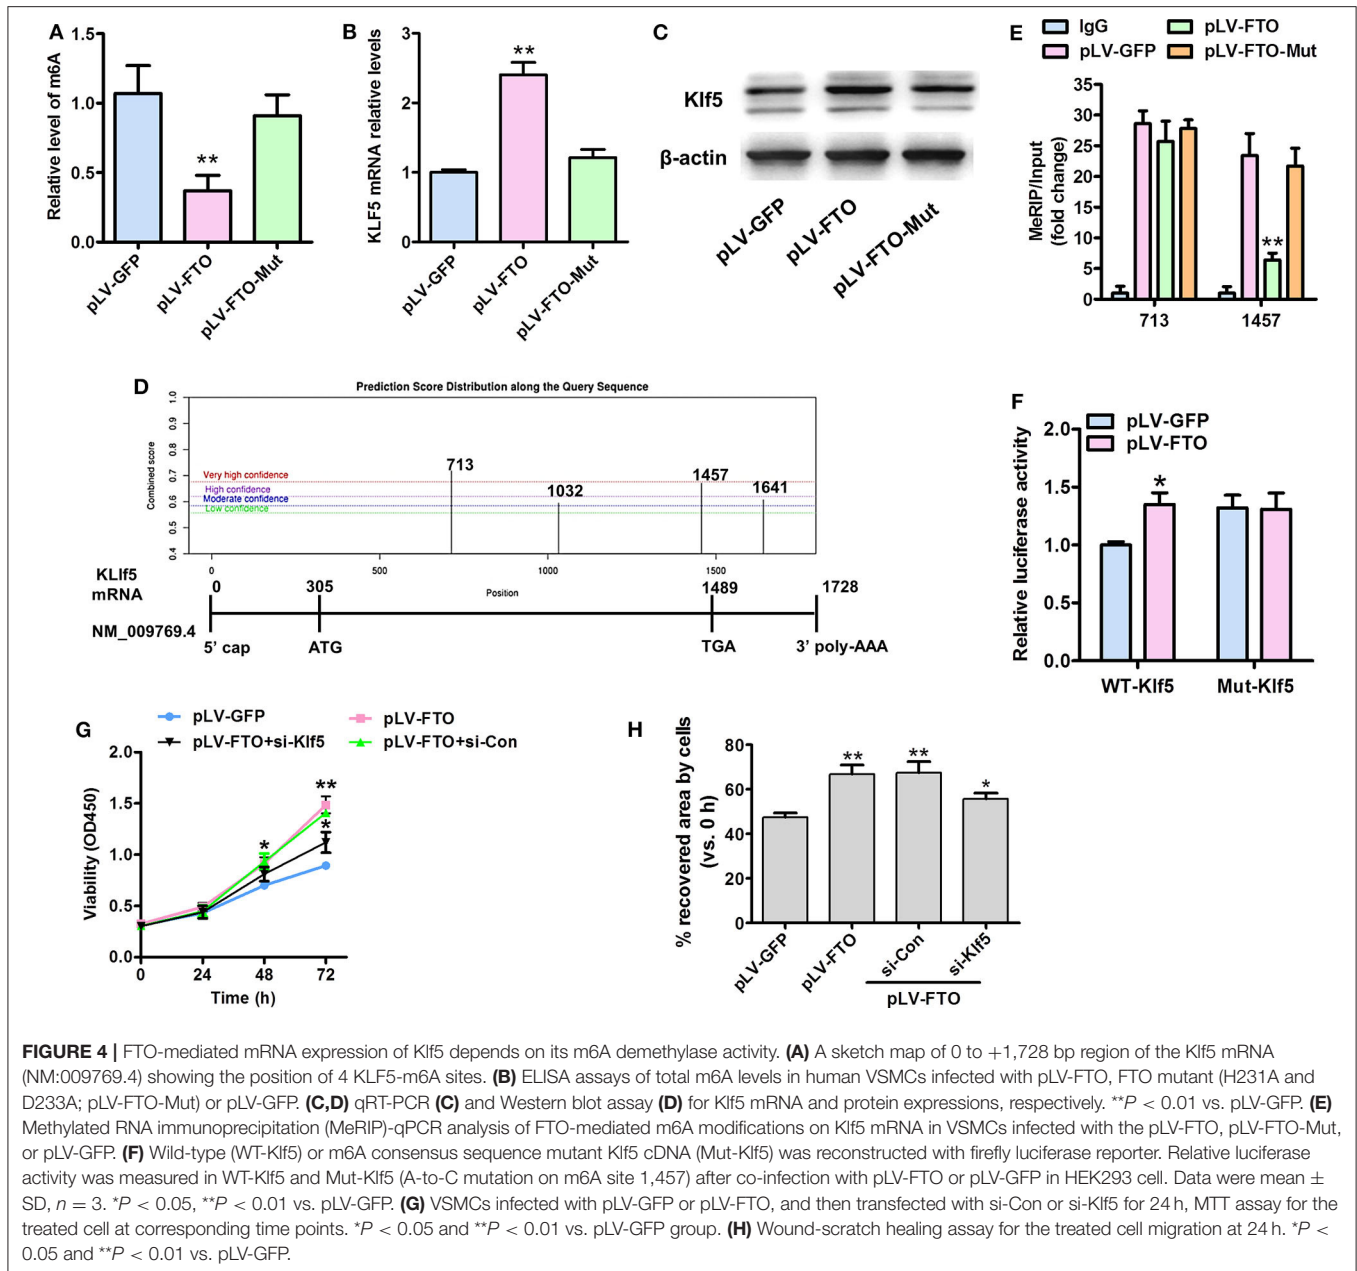 A
Relative level of m6A
1.5
1.0
0.5
0.0
**
pLV-GFP
pLV-FTO
pLV-FTO-Mut
B
KLF5 mRNA relative levels
3
2
1
0
**
pLV-GFP
pLV-FTO
pLV-FTO-Mut
C
Klf5
β-actin
pLV-GFP
pLV-FTO
pLV-FTO-Mut
E
IgG
pLV-FTO
pLV-GFP
pLV-FTO-Mut
MeRIP/Input
(fold change)
35
30
25
20
15
10
5
0
**
713
1457
D
Prediction Score Distribution along the Query Sequence
Combined score
1.0
0.9
0.8
0.7
0.6
0.5
0.4
Very high confidence
High confidence
Moderate confidence
Low confidence
713
1032
1457
1641
0
500
1000
1500
Position
KLlf5
mRNA
0
305
1489
1728
NM_009769.4
5' cap
ATG
TGA
3' poly-AAA
F
pLV-GFP
pLV-FTO
Relative luciferase activity
2.0
1.5
1.0
0.5
0.0
*
WT-Klf5
Mut-Klf5
G
pLV-GFP
pLV-FTO
pLV-FTO+si-Klf5
pLV-FTO+si-Con
Viability (OD450)
2.0
1.5
1.0
0.5
0.0
*
**
*
0
24
48
72
Time (h)
H
% recovered area by cells
(vs. 0 h)
80
60
40
20
0
**
**
*
pLV-GFP
pLV-FTO
si-Con
si-Klf5
pLV-FTO
FIGURE 4 | FTO-mediated mRNA expression of Klf5 depends on its m6A demethylase activity. (A) A sketch map of 0 to +1,728 bp region of the Klf5 mRNA
(NM:009769.4) showing the position of 4 KLF5-m6A sites. (B) ELISA assays of total m6A levels in human VSMCs infected with pLV-FTO, FTO mutant (H231A and
D233A; pLV-FTO-Mut) or pLV-GFP. (C,D) qRT-PCR (C) and Western blot assay (D) for Klf5 mRNA and protein expressions, respectively. **P < 0.01 vs. pLV-GFP. (E)
Methylated RNA immunoprecipitation (MeRIP)-qPCR analysis of FTO-mediated m6A modifications on Klf5 mRNA in VSMCs infected with the pLV-FTO, pLV-FTO-Mut,
or pLV-GFP. (F) Wild-type (WT-Klf5) or m6A consensus sequence mutant Klf5 cDNA (Mut-Klf5) was reconstructed with firefly luciferase reporter. Relative luciferase
activity was measured in WT-Klf5 and Mut-Klf5 (A-to-C mutation on m6A site 1,457) after co-infection with pLV-FTO or pLV-GFP in HEK293 cell. Data were mean ±
SD, n = 3. *P < 0.05, **P < 0.01 vs. pLV-GFP. (G) VSMCs infected with pLV-GFP or pLV-FTO, and then transfected with si-Con or si-Klf5 for 24 h, MTT assay for the
treated cell at corresponding time points. *P < 0.05 and **P < 0.01 vs. pLV-GFP group. (H) Wound-scratch healing assay for the treated cell migration at 24 h. *P <
0.05 and **P < 0.01 vs. pLV-GFP.